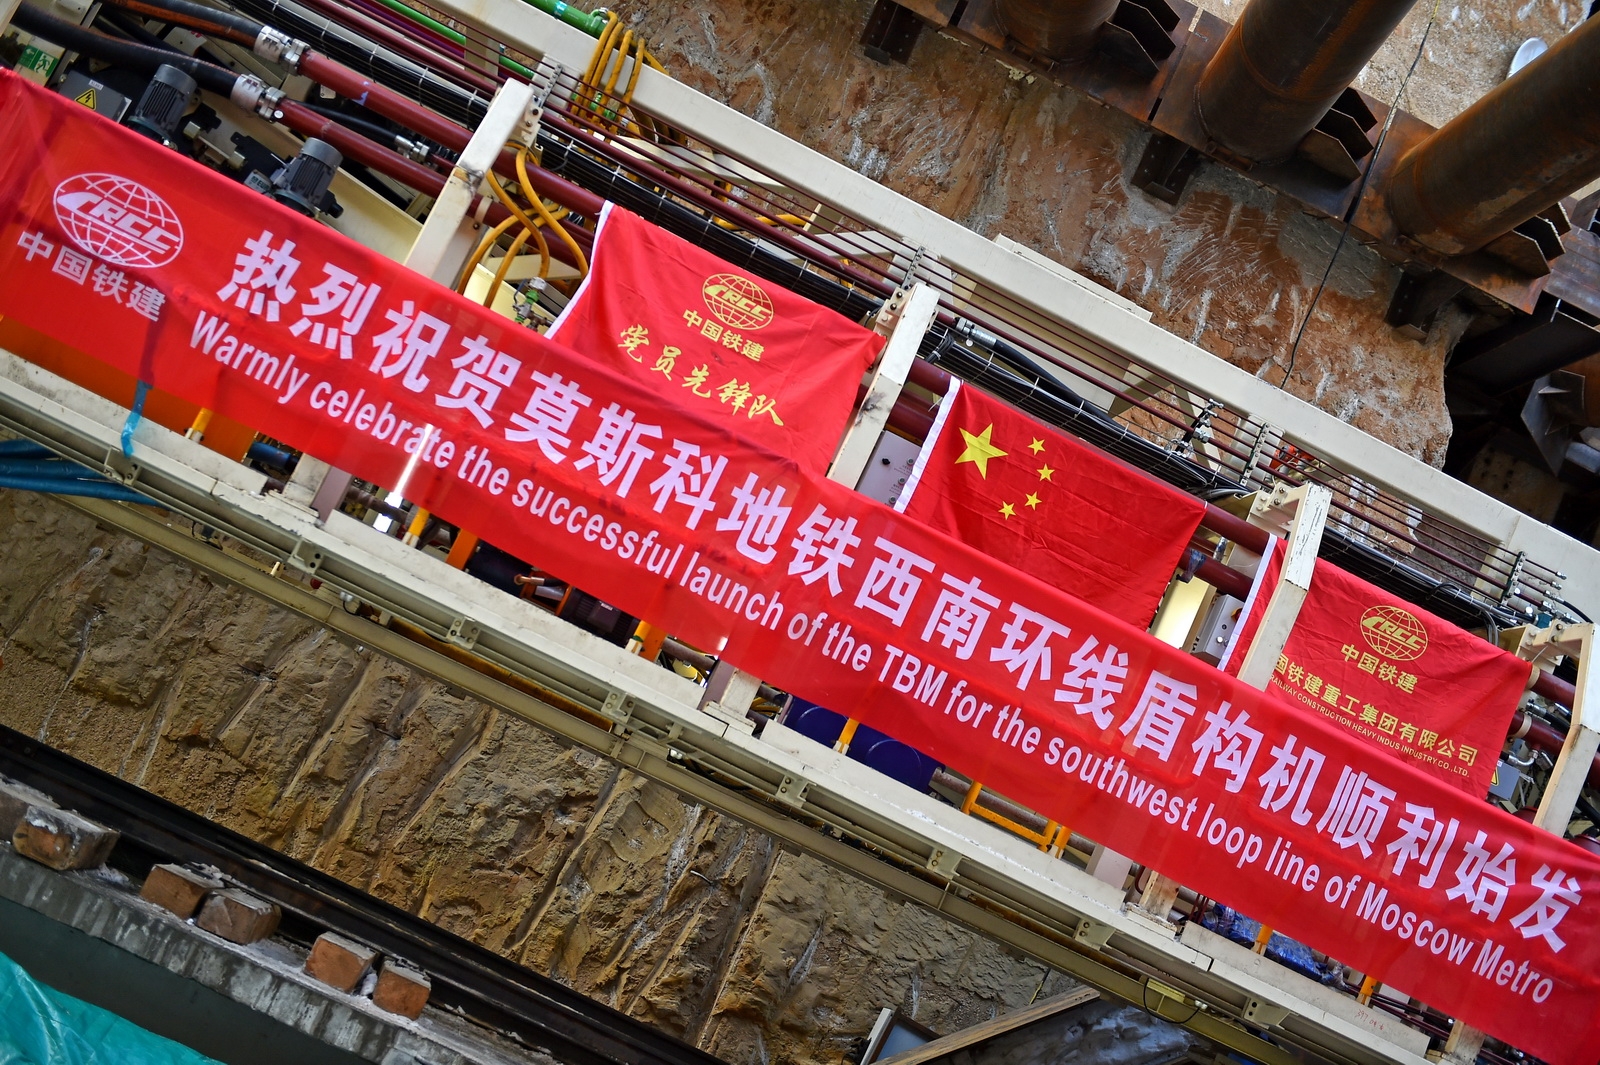 CRCC
中国铁建
热烈祝贺莫斯科地铁西南环线盾构机顺利始发
Warmly celebrate the successful launch of the TBM for the southwest loop line of Moscow Metro
CRCC
中国铁建
党员先锋队
CRCC
中国铁建
国铁建重工集团有限公司
RAILWAY CONSTRUCTION HEAVY INDUS INDUSTRY CO., LTD.